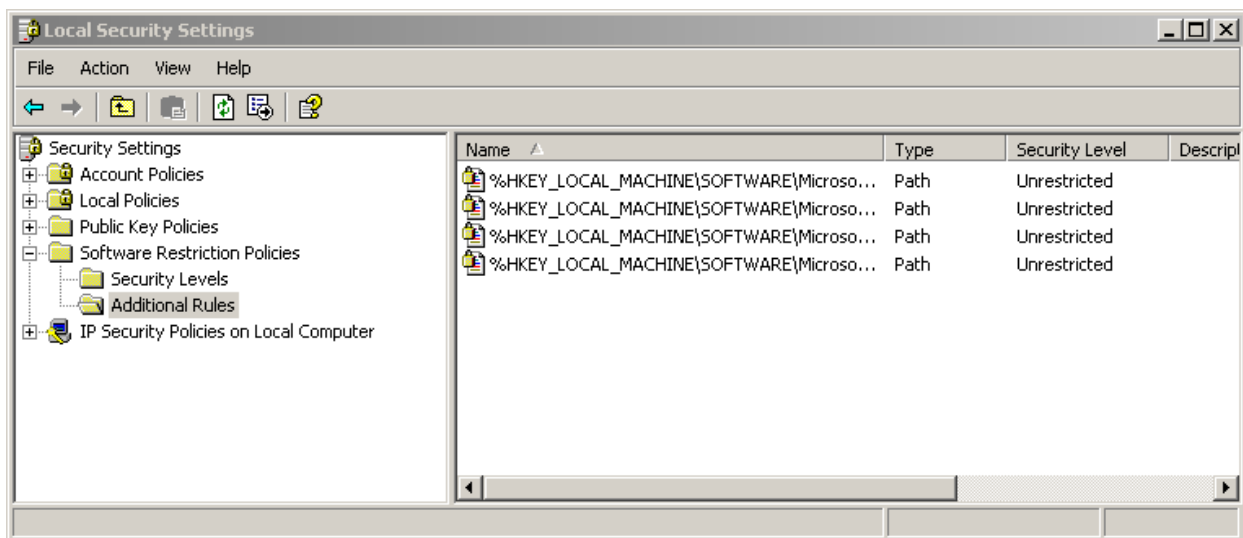 Local Security Settings
File Action View Help
Security Settings
Account Policies
Local Policies
Public Key Policies
Software Restriction Policies
Security Levels
Additional Rules
IP Security Policies on Local Computer
Name Type Security Level Descript
%HKEY_LOCAL_MACHINE\SOFTWARE\Microso... Path Unrestricted
%HKEY_LOCAL_MACHINE\SOFTWARE\Microso... Path Unrestricted
%HKEY_LOCAL_MACHINE\SOFTWARE\Microso... Path Unrestricted
%HKEY_LOCAL_MACHINE\SOFTWARE\Microso... Path Unrestricted